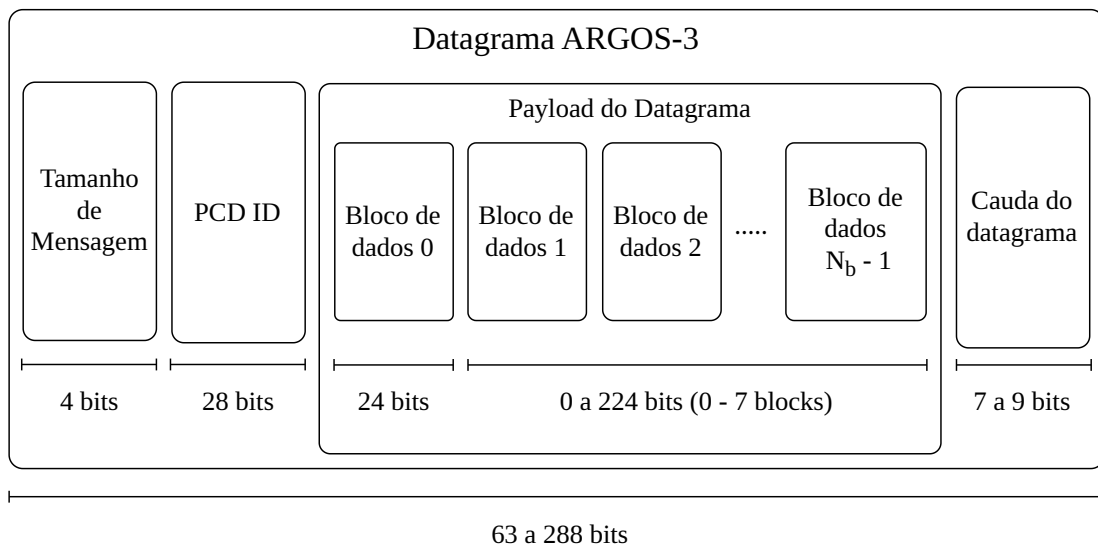 Datagrama ARGOS-3
Payload do Datagrama
Tamanho
de
Mensagem
PCD ID
Bloco de
dados 0
Bloco de
dados 1
Bloco de
dados 2
.....
Bloco de
dados
N_b - 1
Cauda do
datagrama
4 bits
28 bits
24 bits
0 a 224 bits (0 - 7 blocks)
7 a 9 bits
63 a 288 bits